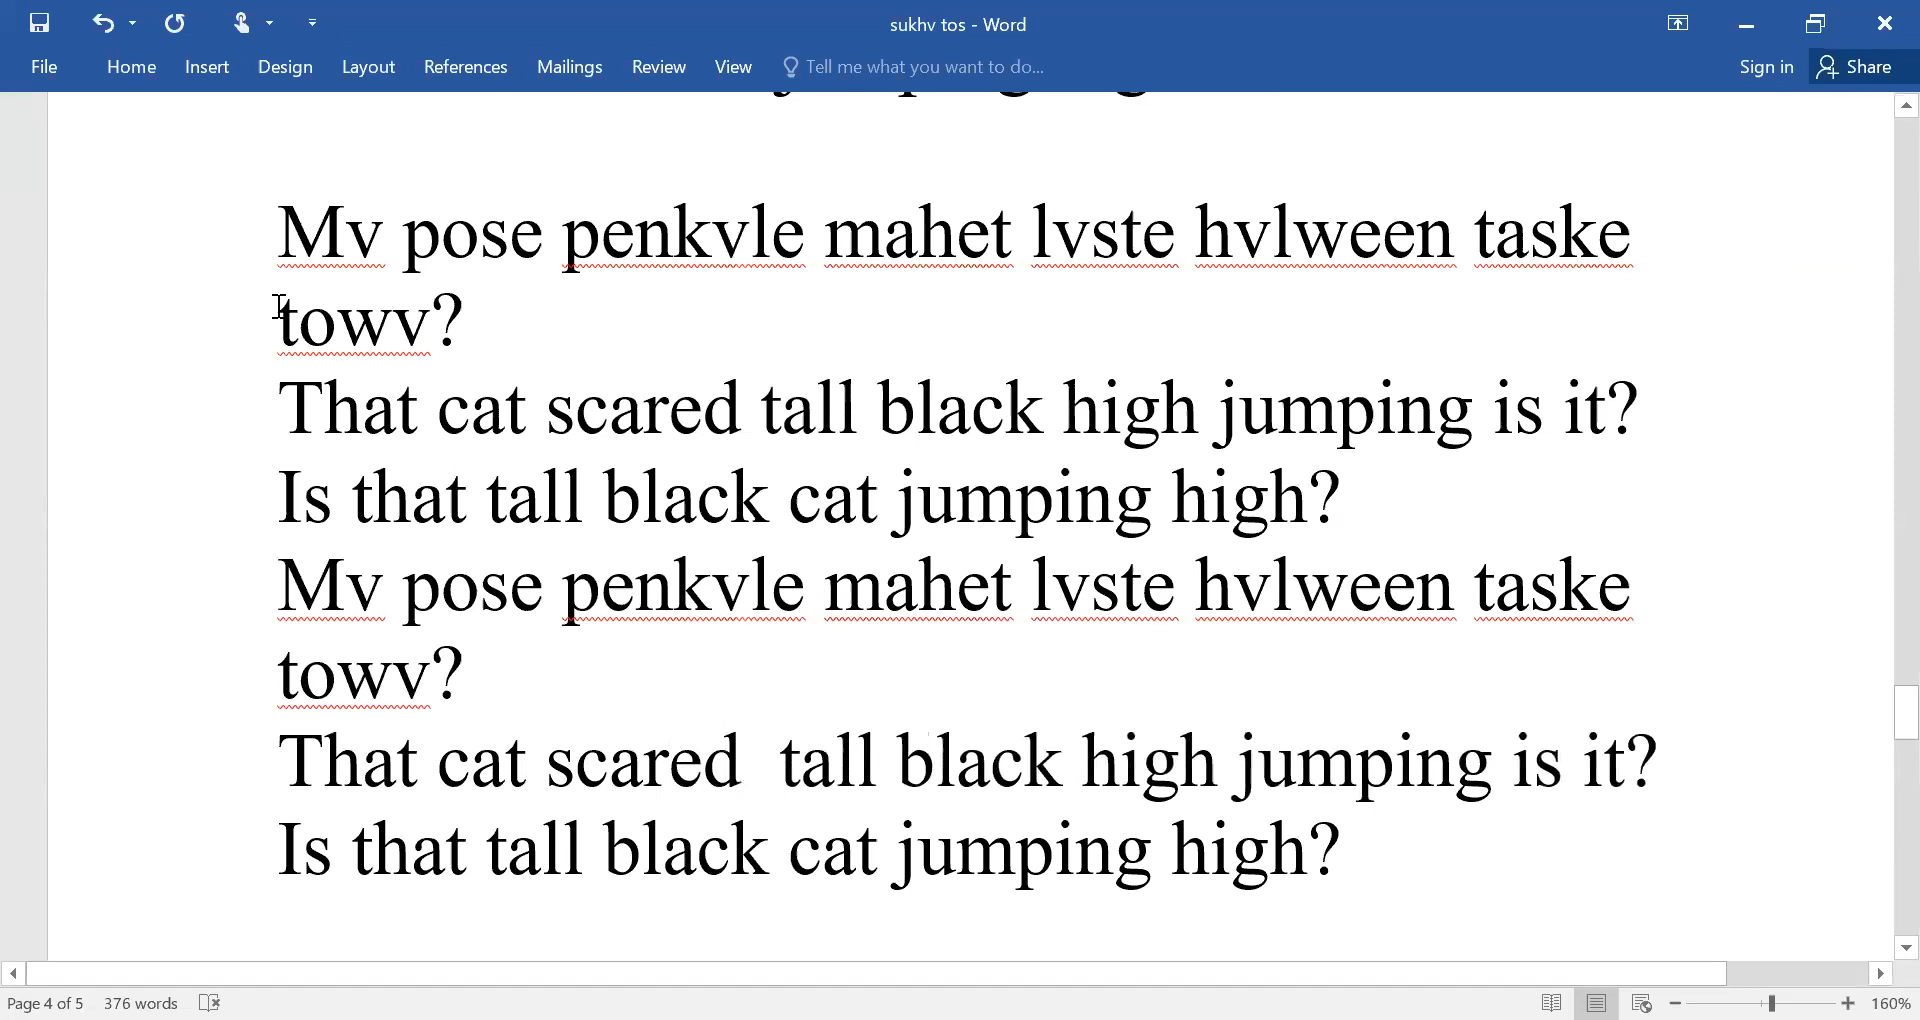 sukhv tos - Word
File Home Insert Design Layout References Mailings Review View Tell me what you want to do... Sign in Share
Mv pose penkvle mahet lvste hvlween taske
towv?
That cat scared tall black high jumping is it?
Is that tall black cat jumping high?
Mv pose penkvle mahet lvste hvlween taske
towv?
That cat scared  tall black high jumping is it?
Is that tall black cat jumping high?
Page 4 of 5 376 words 160%